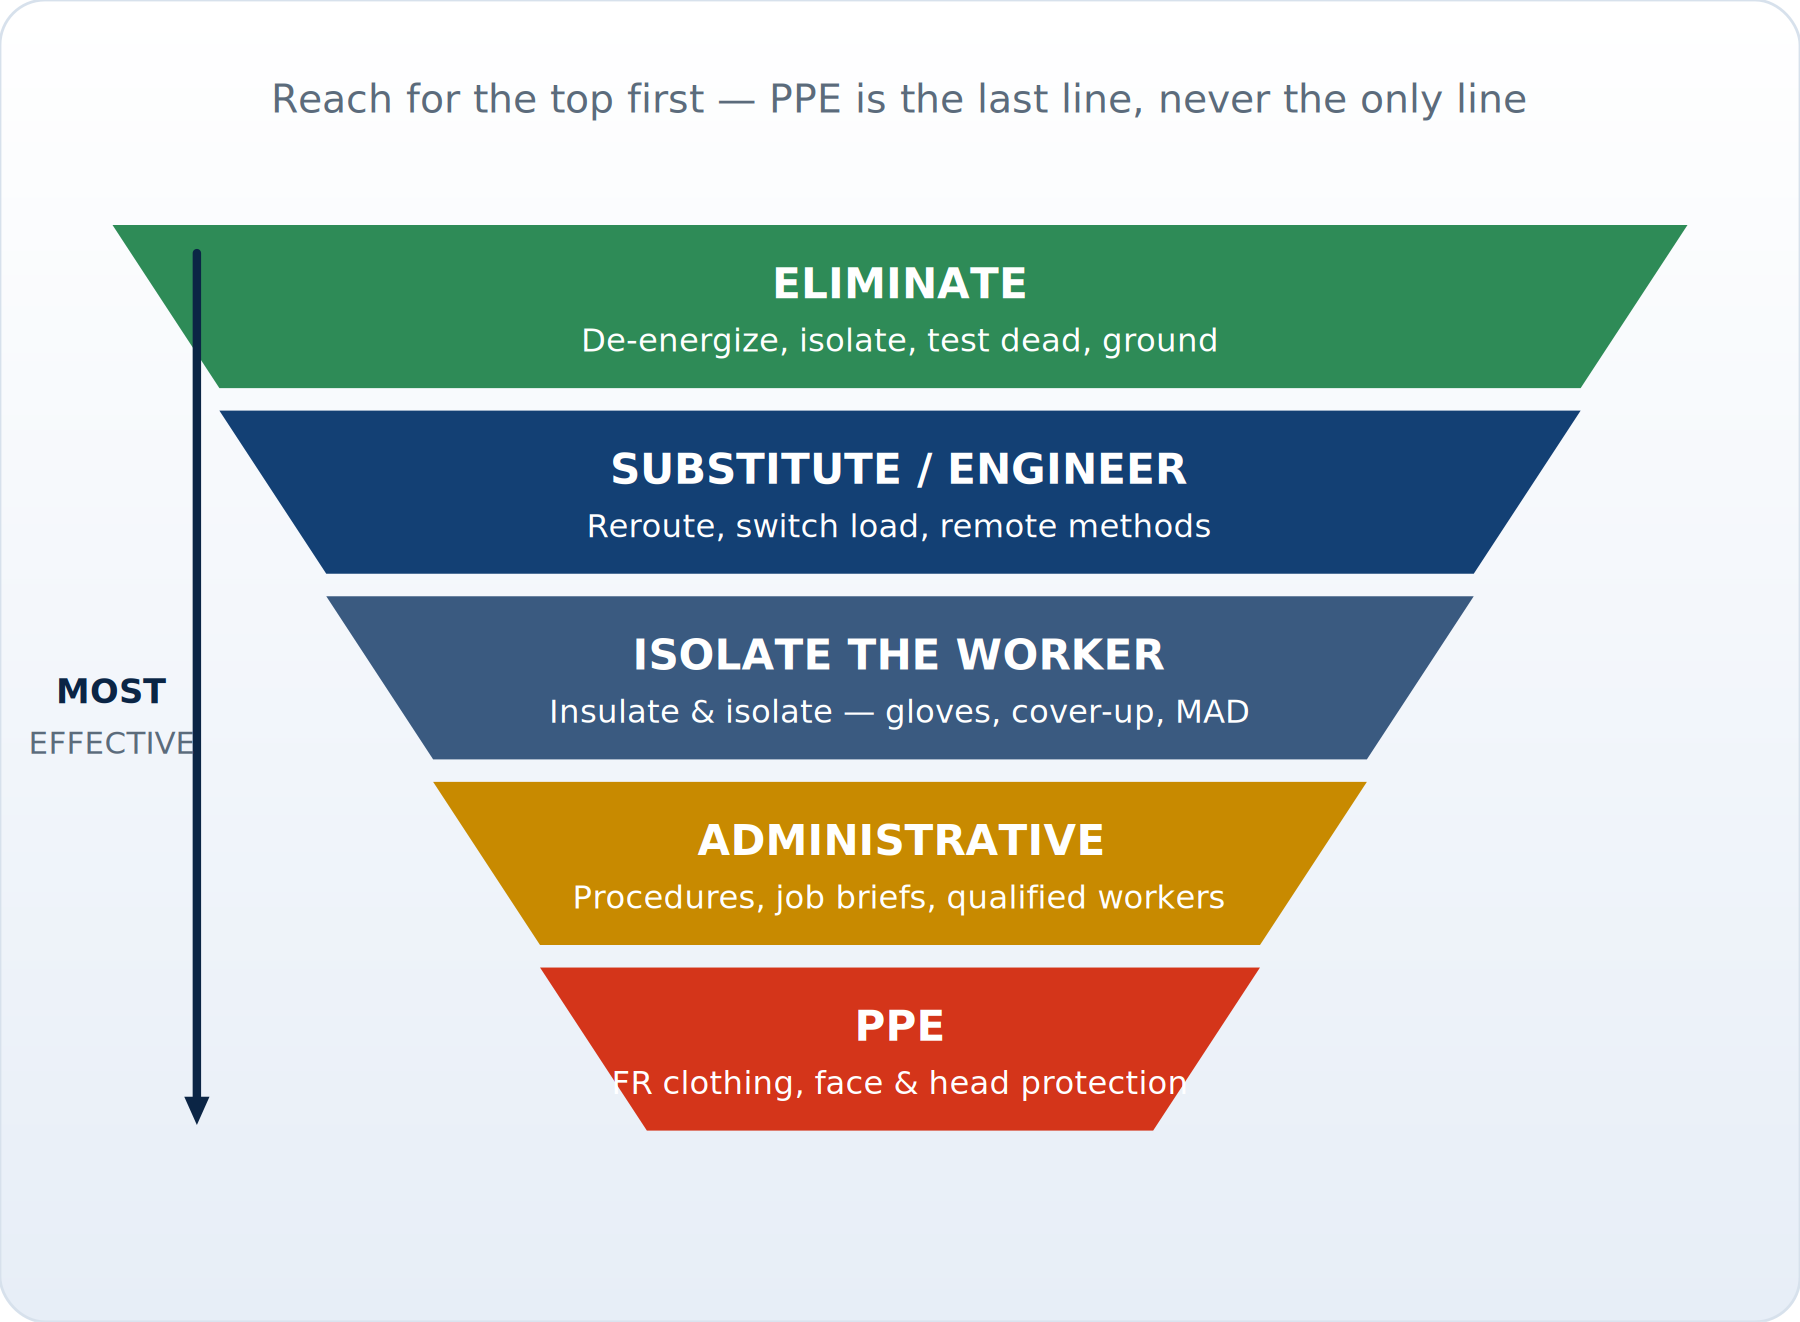 Reach for the top first — PPE is the last line, never the only line
ELIMINATE
De-energize, isolate, test dead, ground
SUBSTITUTE / ENGINEER
Reroute, switch load, remote methods
ISOLATE THE WORKER
Insulate & isolate — gloves, cover-up, MAD
MOST
EFFECTIVE
ADMINISTRATIVE
Procedures, job briefs, qualified workers
PPE
FR clothing, face & head protection